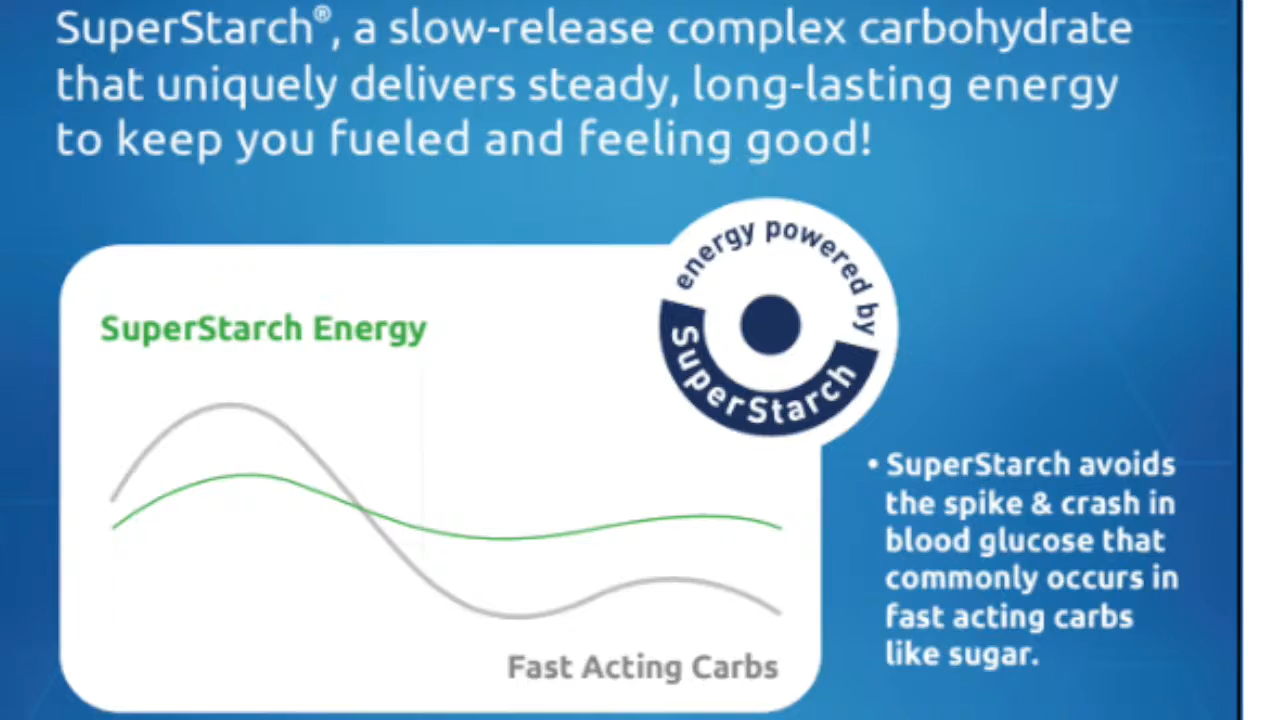 SuperStarch®, a slow-release complex carbohydrate
that uniquely delivers steady, long-lasting energy
to keep you fueled and feeling good!
energy powered by
SuperStarch
SuperStarch Energy
Fast Acting Carbs
• SuperStarch avoids
the spike & crash in
blood glucose that
commonly occurs in
fast acting carbs
like sugar.